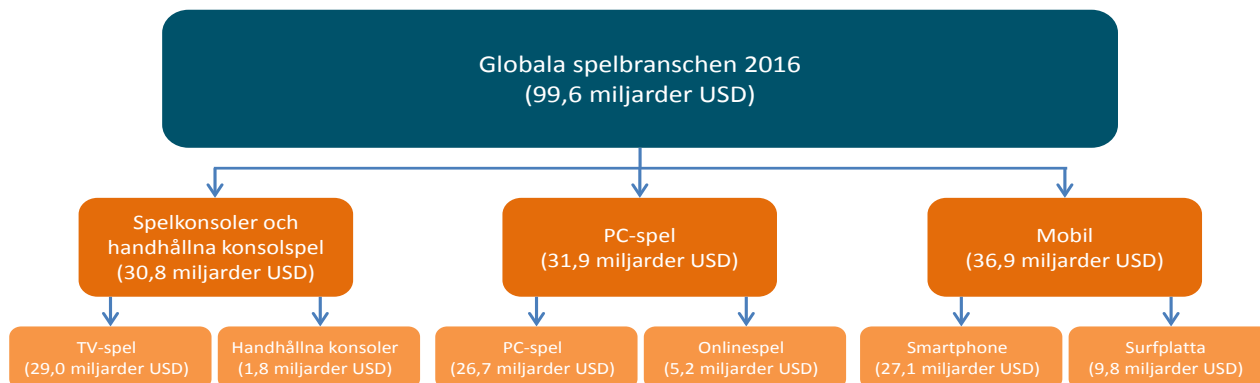 Globala spelbranschen 2016
(99,6 miljarder USD)
Spelkonsoler och
handhållna konsolspel
(30,8 miljarder USD)
PC-spel
(31,9 miljarder USD)
Mobil
(36,9 miljarder USD)
TV-spel
(29,0 miljarder USD)
Handhållna konsoler
(1,8 miljarder USD)
PC-spel
(26,7 miljarder USD)
Onlinespel
(5,2 miljarder USD)
Smartphone
(27,1 miljarder USD)
Surfplatta
(9,8 miljarder USD)